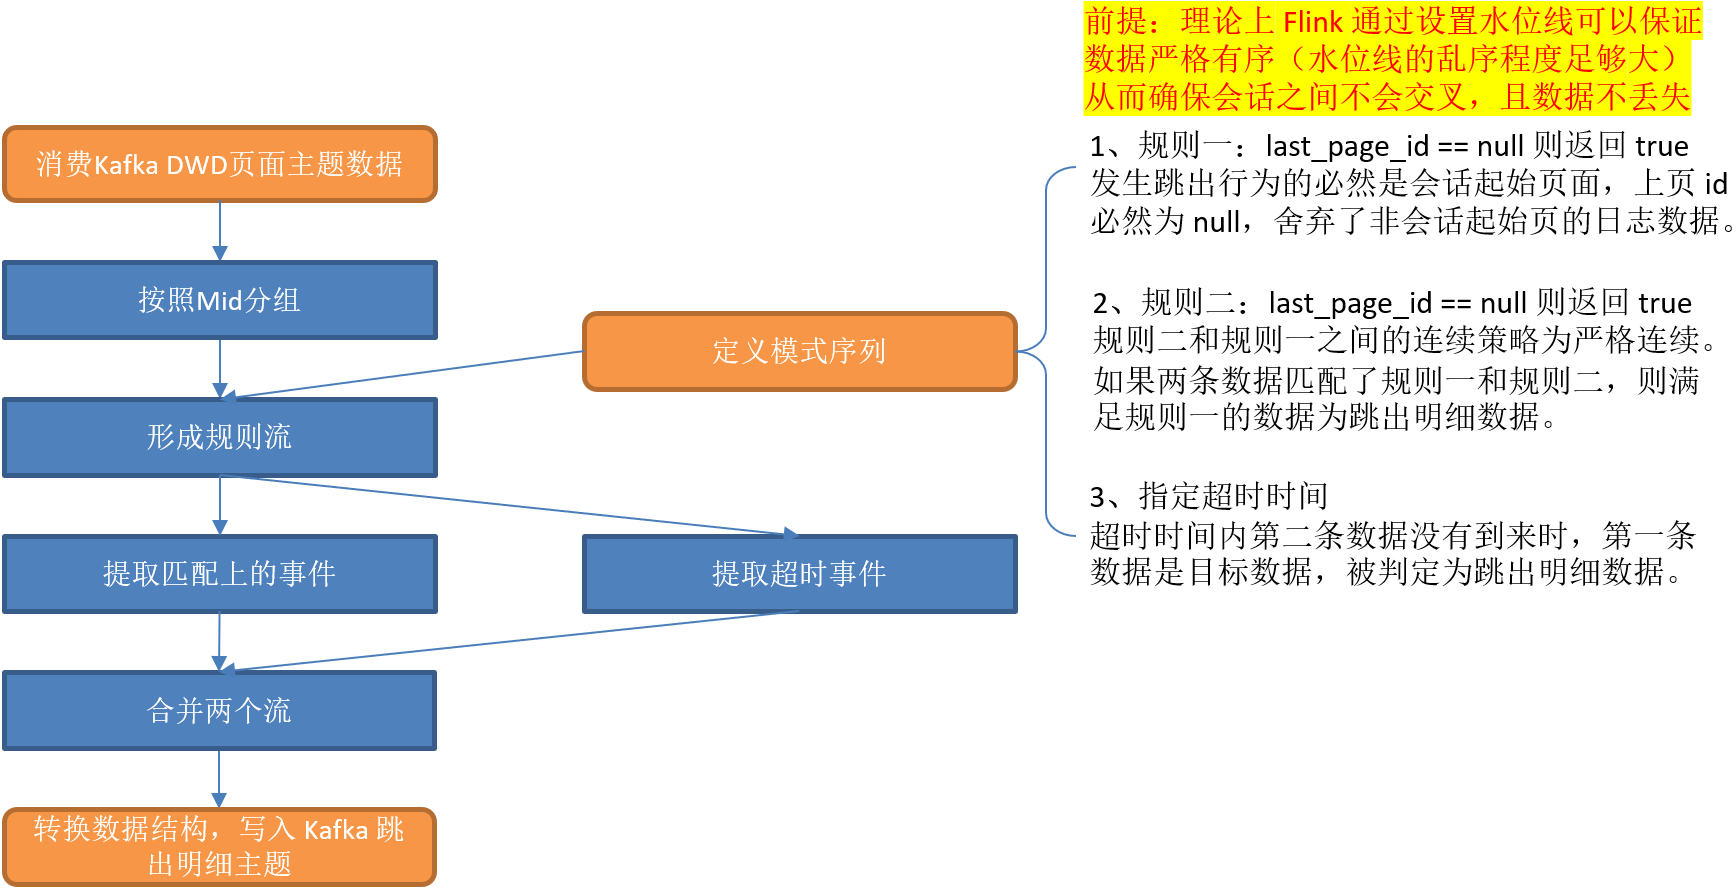 前提：理论上 Flink 通过设置水位线可以保证
数据严格有序（水位线的乱序程度足够大）
从而确保会话之间不会交叉，且数据不丢失
消费Kafka DWD页面主题数据
按照Mid分组
形成规则流
定义模式序列
提取匹配上的事件
提取超时事件
合并两个流
转换数据结构，写入 Kafka 跳
出明细主题
1、规则一：last_page_id == null 则返回 true
发生跳出行为的必然是会话起始页面，上页 id
必然为 null，舍弃了非会话起始页的日志数据。
2、规则二：last_page_id == null 则返回 true
规则二和规则一之间的连续策略为严格连续。
如果两条数据匹配了规则一和规则二，则满
足规则一的数据为跳出明细数据。
3、指定超时时间
超时时间内第二条数据没有到来时，第一条
数据是目标数据，被判定为跳出明细数据。